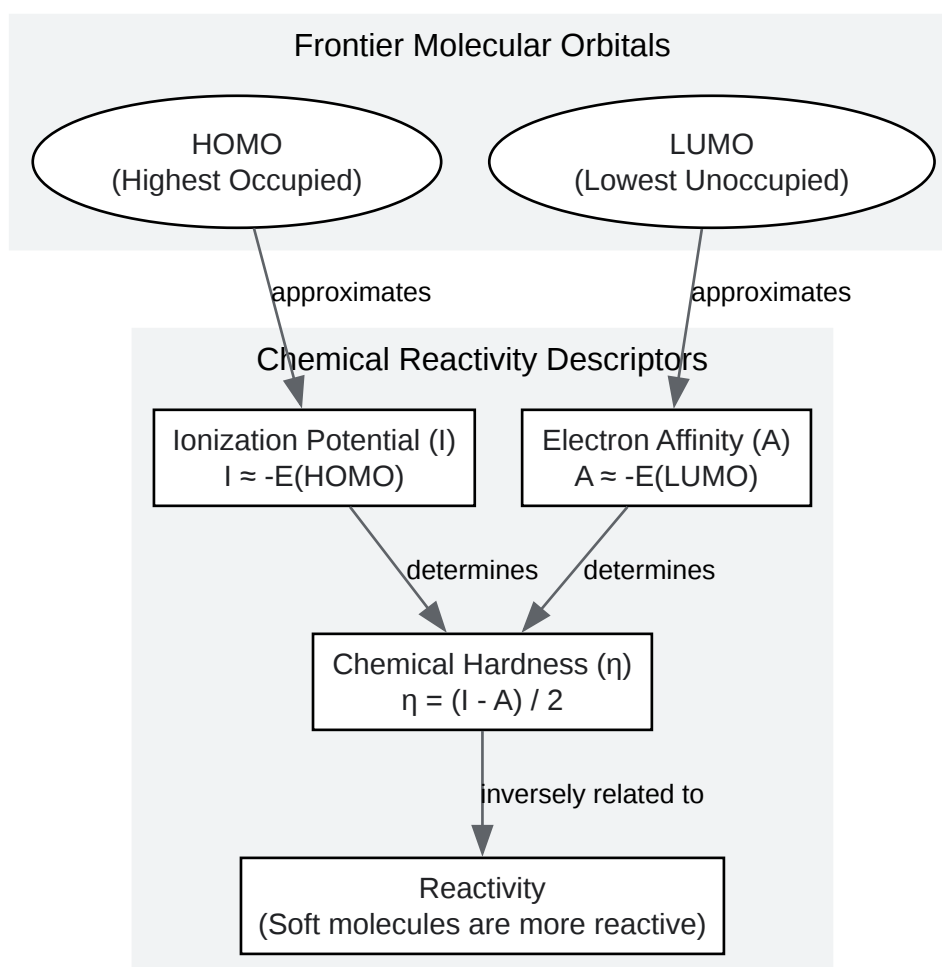 Frontier Molecular Orbitals
HOMO
(Highest Occupied)
LUMO
(Lowest Unoccupied)
approximates
approximates
Chemical Reactivity Descriptors
Ionization Potential (I)
I ≈ -E(HOMO)
Electron Affinity (A)
A ≈ -E(LUMO)
determines
determines
Chemical Hardness (η)
η = (I - A) / 2
inversely related to
Reactivity
(Soft molecules are more reactive)